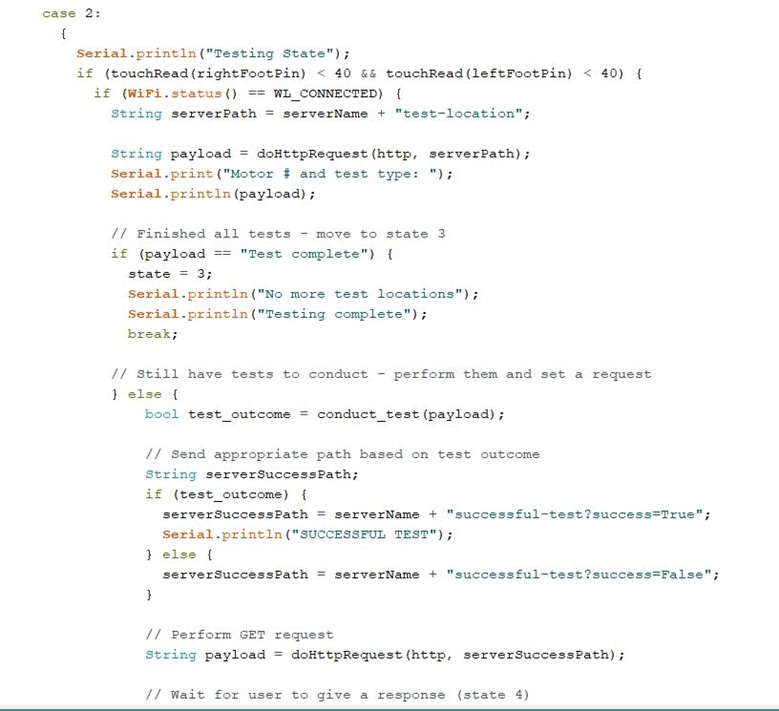 case 2:
{
Serial.println("Testing State");
if (touchRead(rightFootPin) < 40 && touchRead(leftFootPin) < 40) {
if (WiFi.status() == WL_CONNECTED) {
String serverPath = serverName + "test-location";
String payload = doHttpRequest(http, serverPath);
Serial.print("Motor # and test type: ");
Serial.println(payload);
// Finished all tests - move to state 3
if (payload == "Test complete") {
state = 3;
Serial.println("No more test locations");
Serial.println("Testing complete");
break;
// Still have tests to conduct - perform them and set a request
} else {
bool test_outcome = conduct_test(payload);
// Send appropriate path based on test outcome
String serverSuccessPath;
if (test_outcome) {
serverSuccessPath = serverName + "successful-test?success=True";
Serial.println("SUCCESSFUL TEST");
} else {
serverSuccessPath = serverName + "successful-test?success=False";
}
// Perform GET request
String payload = doHttpRequest(http, serverSuccessPath);
// Wait for user to give a response (state 4)